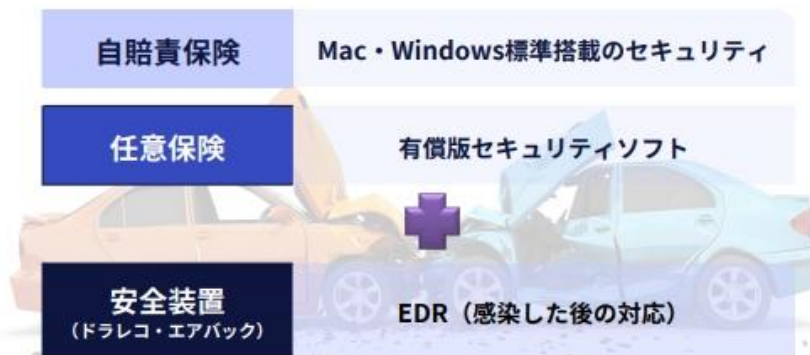 自賠責保険
Mac・Windows標準搭載のセキュリティ
任意保険
有償版セキュリティソフト
安全装置
（ドラレコ・エアバック）
EDR（感染した後の対応）